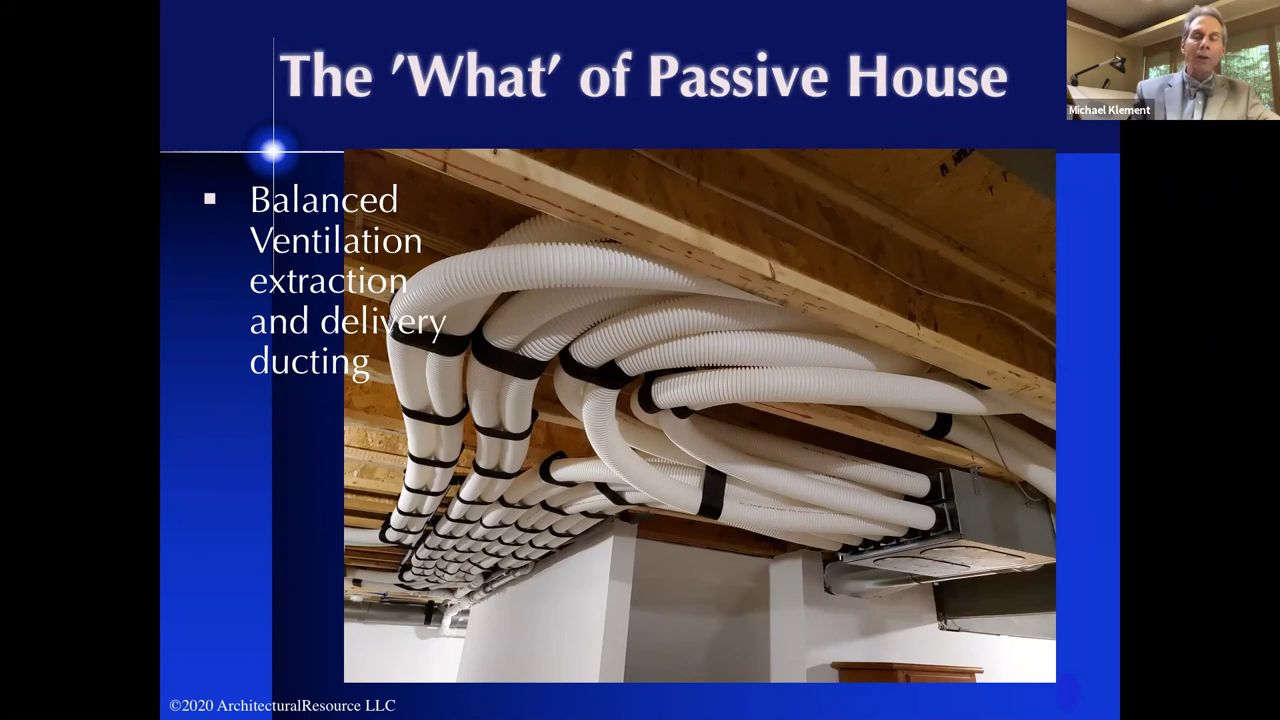 The ’What’ of Passive House
Michael Klement
Balanced
Ventilation
extraction
and delivery
ducting
©2020 ArchitecturalResource LLC